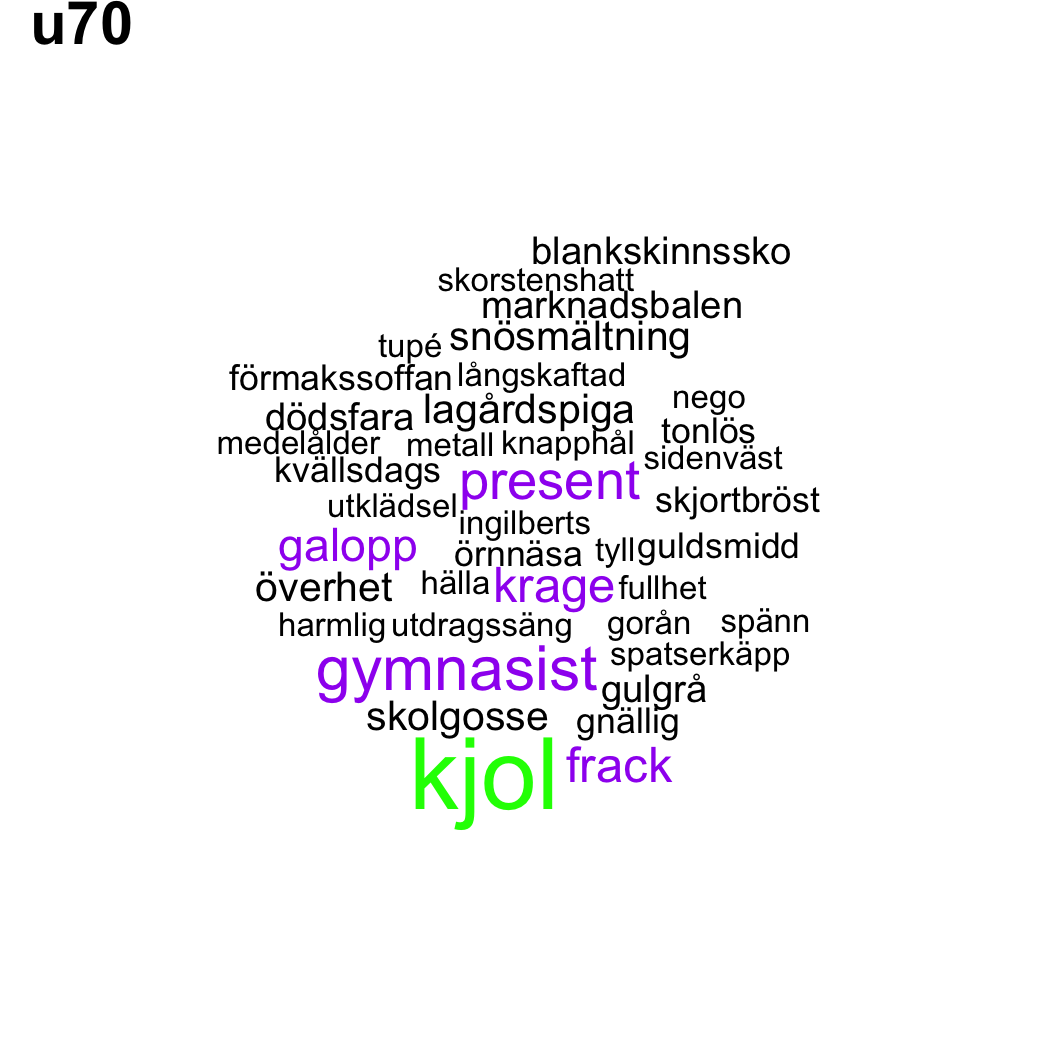 u70
blankskinnssko
skorstenshatt
marknadsbalen
tupé snösmältning
förmakssoffan långskaftad
nego
dödsfara lagårdspiga
tonlös
medelålder metall knapphål
sidenväst
kvällsdags present
skjortbröst
utklädsel
ingilberts
galopp örnnäsa tyll guldsmidd
överhet hälla krage fullhet
harmlig utdragssäng gorån spänn
gymnasist spatserkäpp
gulgrå
skolgosse gnällig
kjol frack